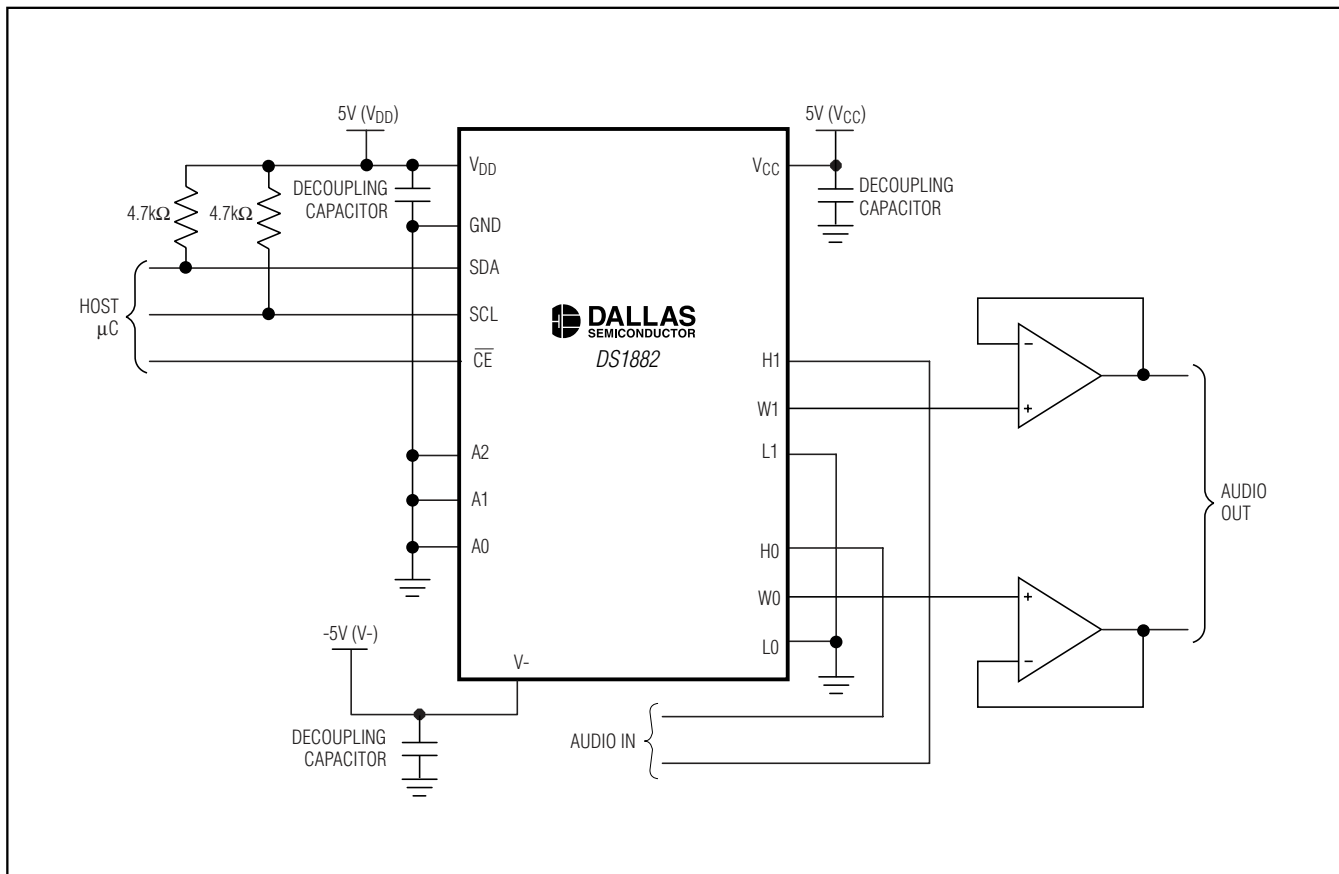 5V (VDD)
5V (VCC)
VDD
VCC
DECOUPLING
CAPACITOR
DECOUPLING
CAPACITOR
4.7kΩ
4.7kΩ
GND
SDA
HOST
μC
SCL
CE
DALLAS
SEMICONDUCTOR
DS1882
H1
W1
L1
H0
W0
L0
-
+
+
-
AUDIO
OUT
A2
A1
A0
-5V (V-)
V-
DECOUPLING
CAPACITOR
AUDIO IN